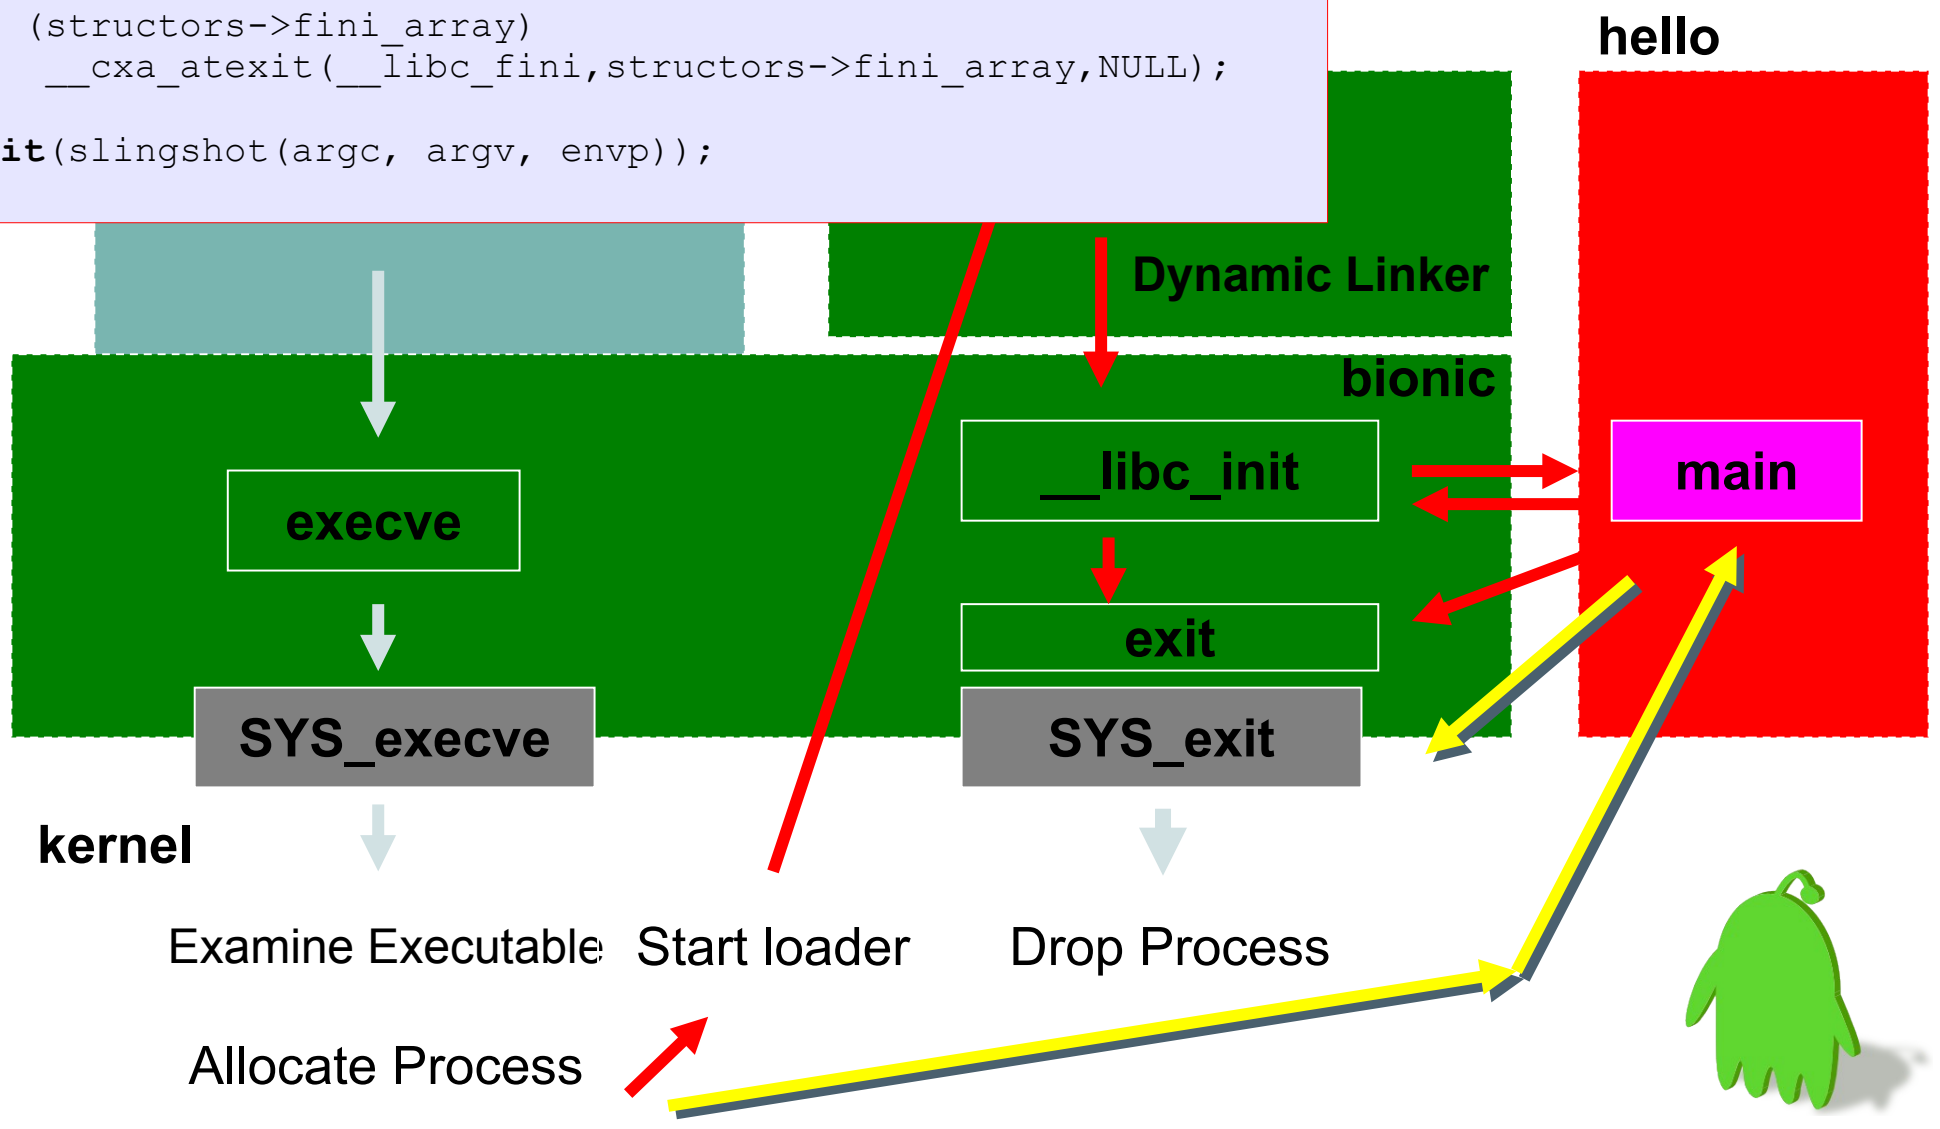 (structors->fini_array)
__cxa_atexit(__libc_fini,structors->fini_array,NULL);
it(slingshot(argc, argv, envp));
hello
Dynamic Linker
bionic
__libc_init
main
execve
exit
SYS_execve
SYS_exit
kernel
Examine Executable
Start loader
Drop Process
Allocate Process